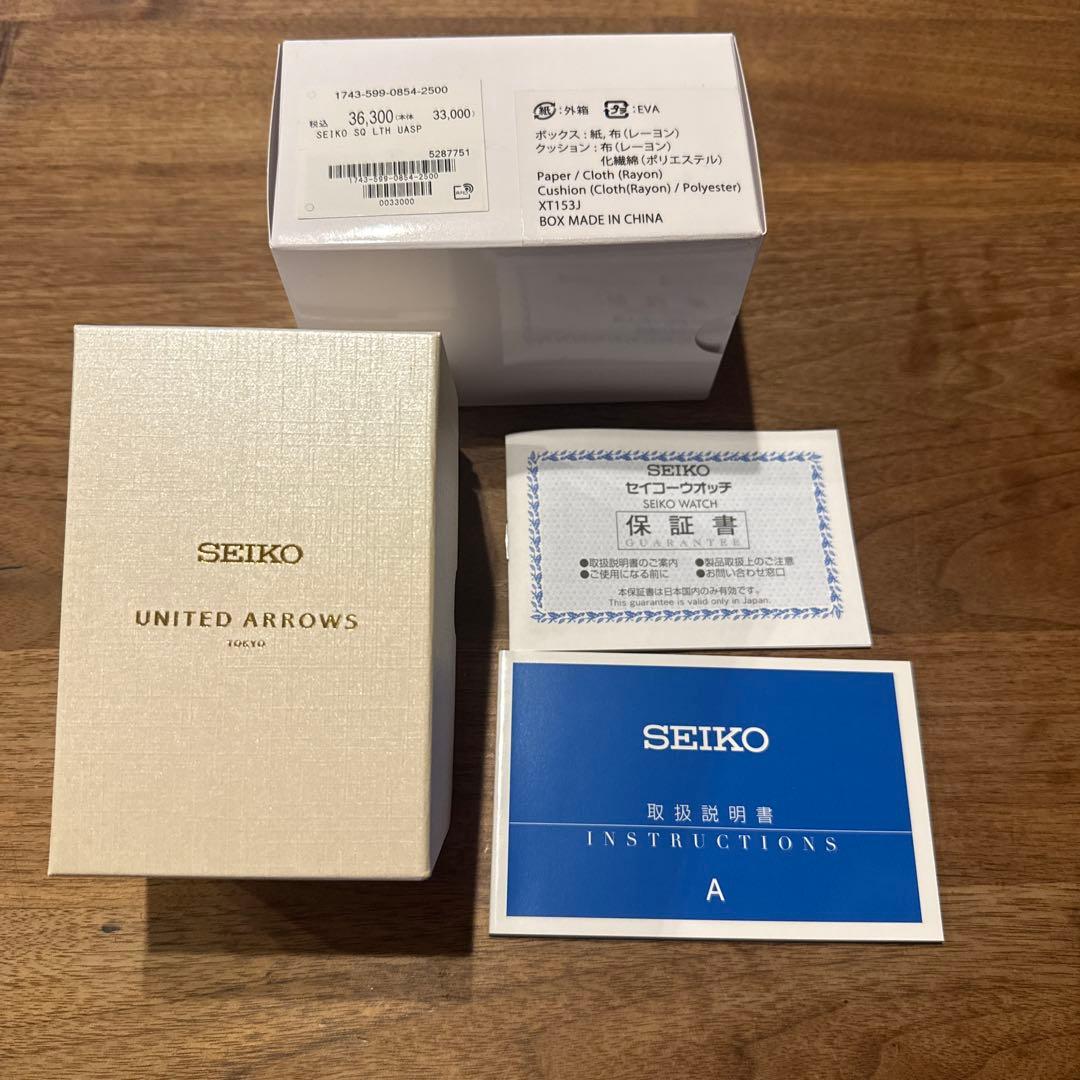 1743-599-0854-2500
税込 36,300(本体 33,000)
SEIKO SQ LTH UASP
5287751
1743-599-0854-2500
0033000
紙:外箱 プラ:EVA
ボックス:紙,布(レーヨン)
クッション:布(レーヨン)
化繊綿(ポリエステル)
Paper / Cloth (Rayon)
Cushion (Cloth(Rayon) / Polyester)
XT153J
BOX MADE IN CHINA
SEIKO
UNITED ARROWS
TOKYO
SEIKO
セイコーウオッチ
SEIKO WATCH
保証書
GUARANTEE
●取扱説明書のご案内 ●製品取扱上のご注意
●ご使用になる前に ●お問い合わせ窓口
本保証書は日本国内のみ有効です。
This guarantee is valid only in Japan.
SEIKO
取扱説明書
INSTRUCTIONS
A